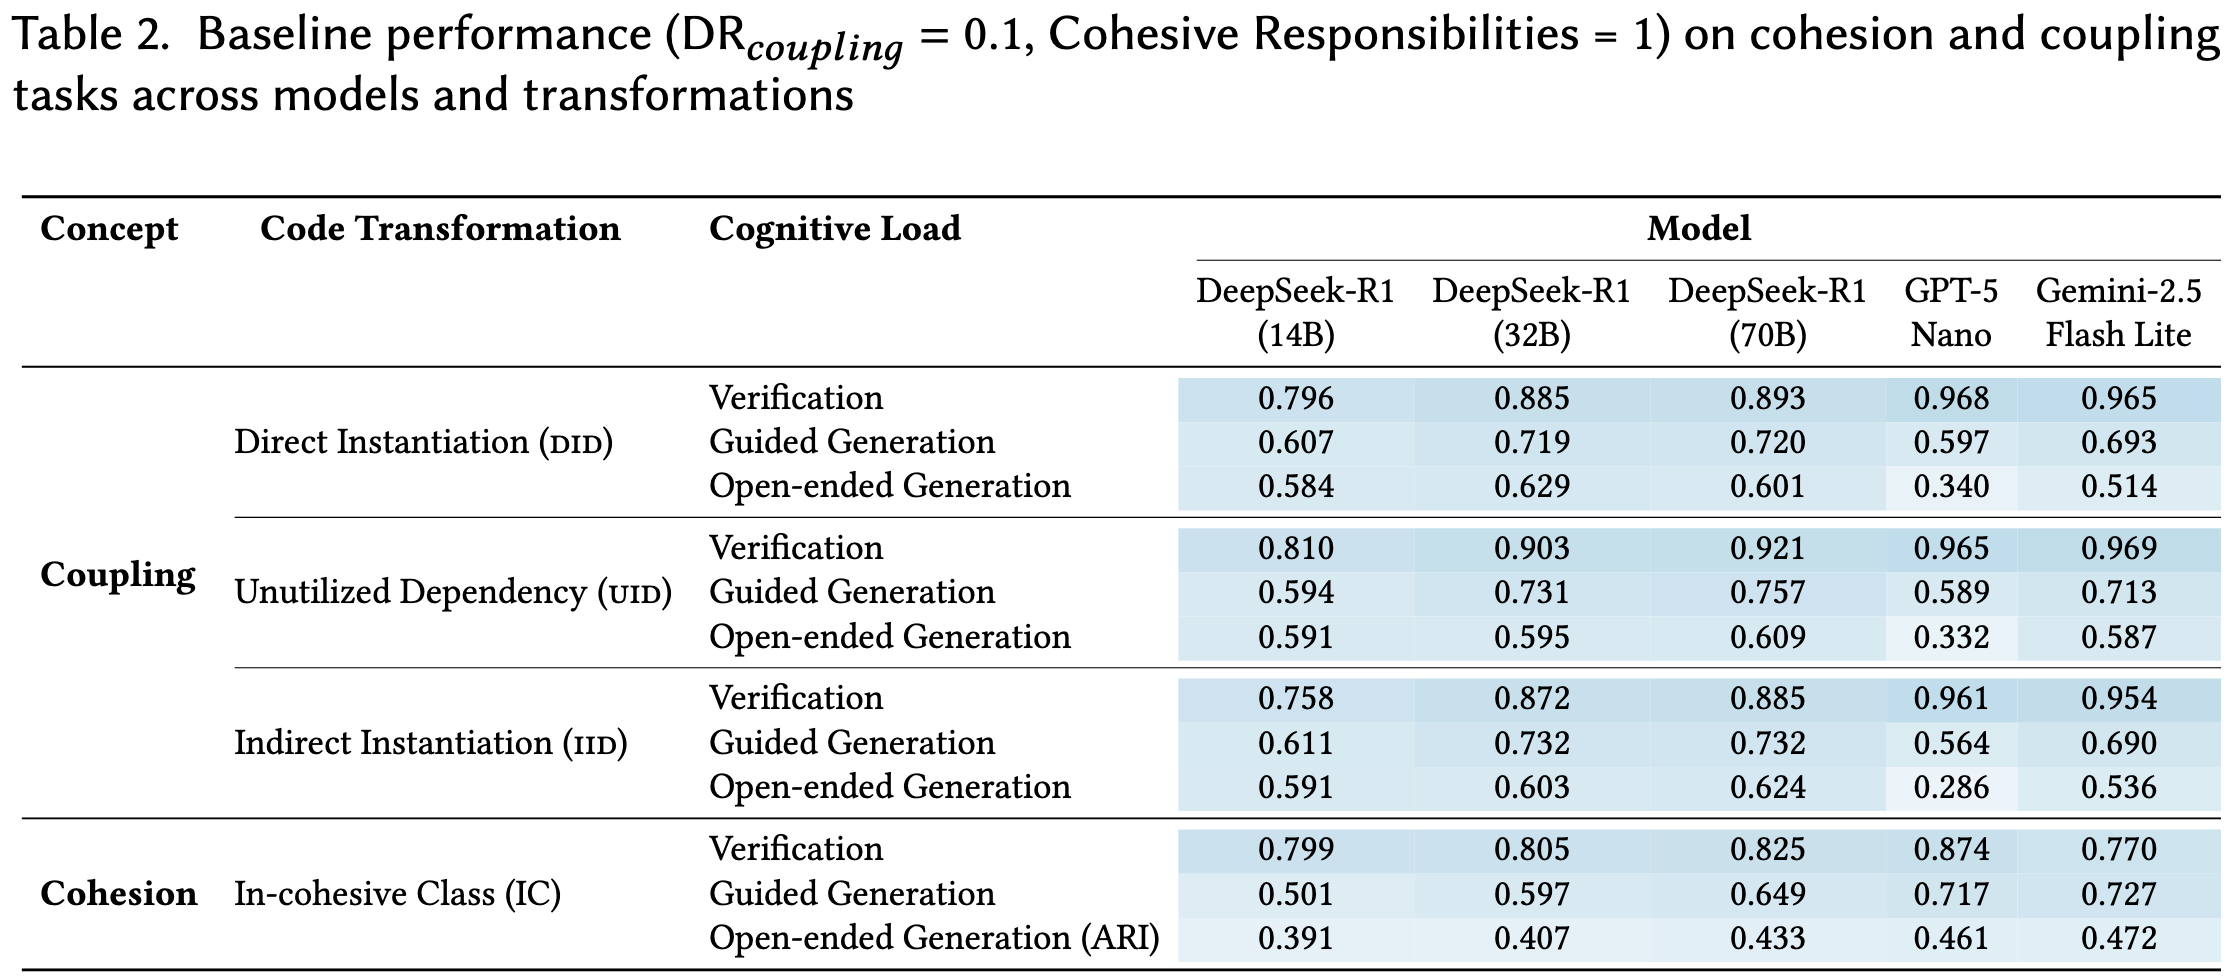 Table 2. Baseline performance (DRcoupling = 0.1, Cohesive Responsibilities = 1) on cohesion and coupling
tasks across models and transformations
Concept Code Transformation Cognitive Load Model
DeepSeek-R1 DeepSeek-R1 DeepSeek-R1 GPT-5 Gemini-2.5
(14B) (32B) (70B) Nano Flash Lite
Verification 0.796 0.885 0.893 0.968 0.965
Direct Instantiation (DID) Guided Generation 0.607 0.719 0.720 0.597 0.693
Open-ended Generation 0.584 0.629 0.601 0.340 0.514
Verification 0.810 0.903 0.921 0.965 0.969
Coupling
Unutilized Dependency (UID) Guided Generation 0.594 0.731 0.757 0.589 0.713
Open-ended Generation 0.591 0.595 0.609 0.332 0.587
Verification 0.758 0.872 0.885 0.961 0.954
Indirect Instantiation (IID) Guided Generation 0.611 0.732 0.732 0.564 0.690
Open-ended Generation 0.591 0.603 0.624 0.286 0.536
Verification 0.799 0.805 0.825 0.874 0.770
Cohesion In-cohesive Class (IC) Guided Generation 0.501 0.597 0.649 0.717 0.727
Open-ended Generation (ARI) 0.391 0.407 0.433 0.461 0.472